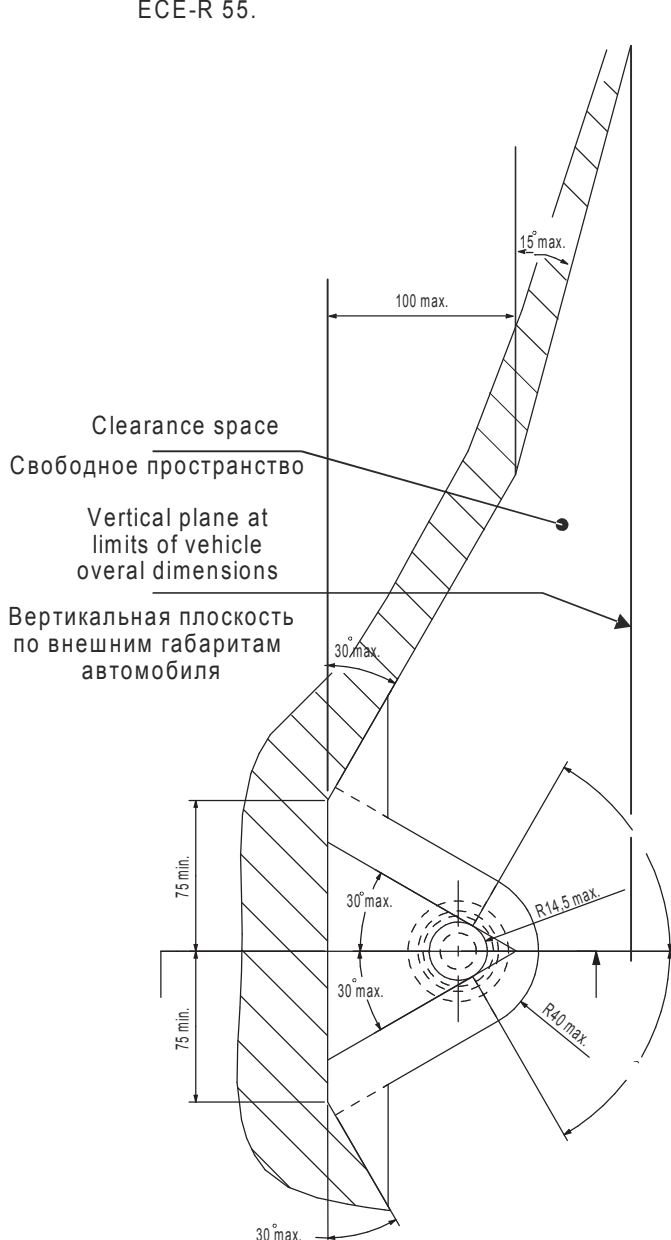 ECE-R 55.
15° max.
100 max.
Clearance space
Свободное пространство
Vertical plane at
limits of vehicle
overal dimensions
Вертикальная плоскость
по внешним габаритам
автомобиля
30° max.
75 min.
30° max.
R14,5 max.
30° max.
75 min.
R40 max.
30° max.